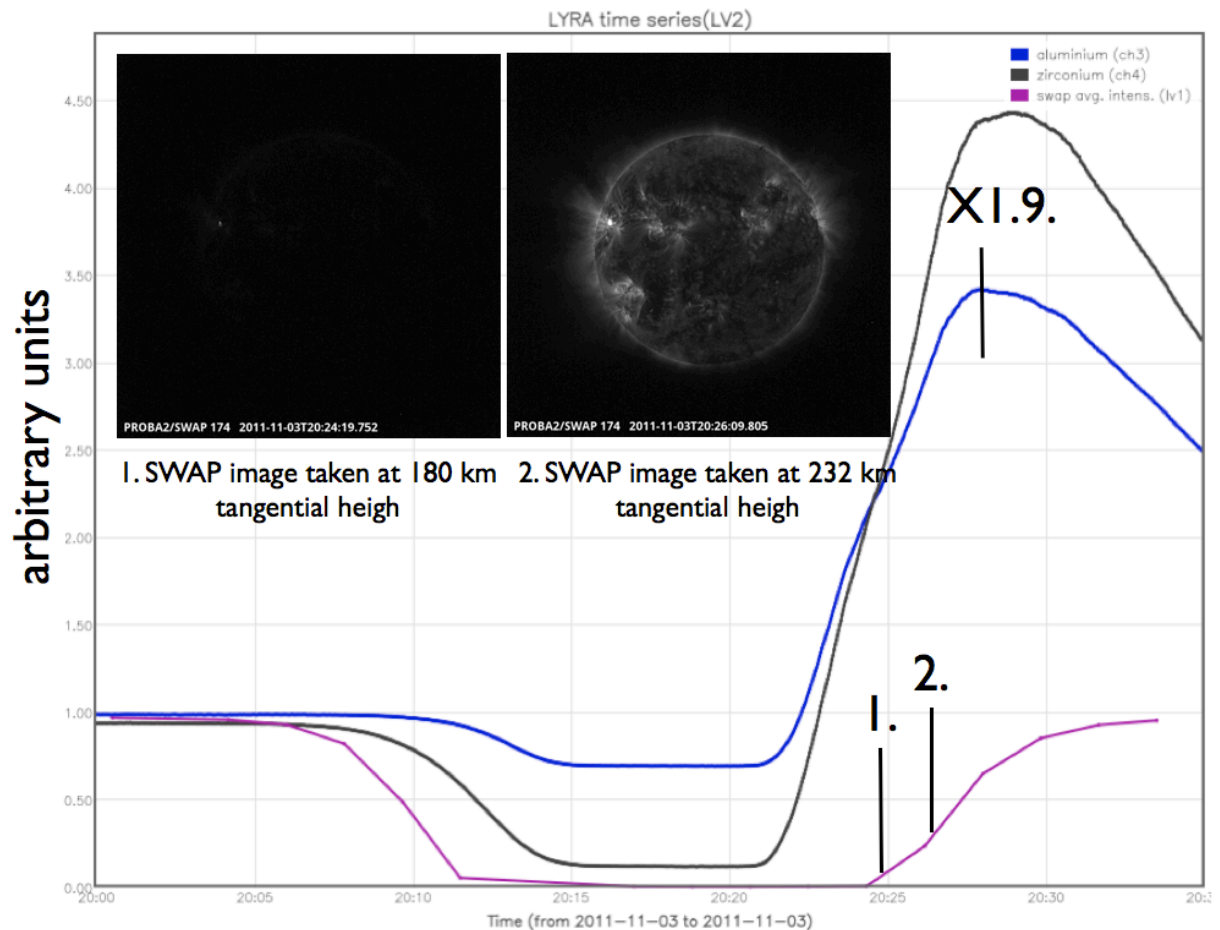 LYRA time series(LV2)
aluminium (ch3)
zirconium (ch4)
swap avg. intens. (lv1)
4.50
4.00
3.50
3.00
2.50
2.00
1.50
1.00
0.50
0.00
arbitrary units
PROBA2/SWAP 174 2011-11-03T20:24:19.752
PROBA2/SWAP 174 2011-11-03T20:26:09.805
1. SWAP image taken at 180 km
tangential heigh
2. SWAP image taken at 232 km
tangential heigh
X1.9.
1.
2.
20:00
20:05
20:10
20:15
20:20
20:25
20:30
Time (from 2011-11-03 to 2011-11-03)